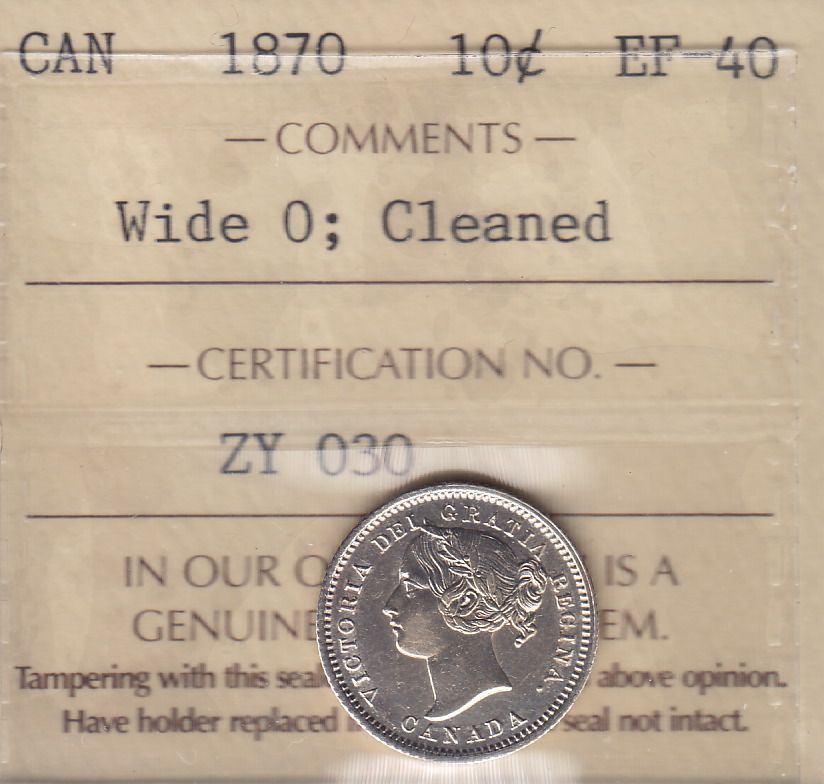 CAN 1870 10¢ EF-40
— COMMENTS —
Wide 0; Cleaned
— CERTIFICATION NO. —
ZY 030
IN OUR O IS A
GENUINE EM.
Tampering with this seal above opinion.
Have holder replaced seal not intact.
VICTORIA DEI GRATIA REGINA.
CANADA